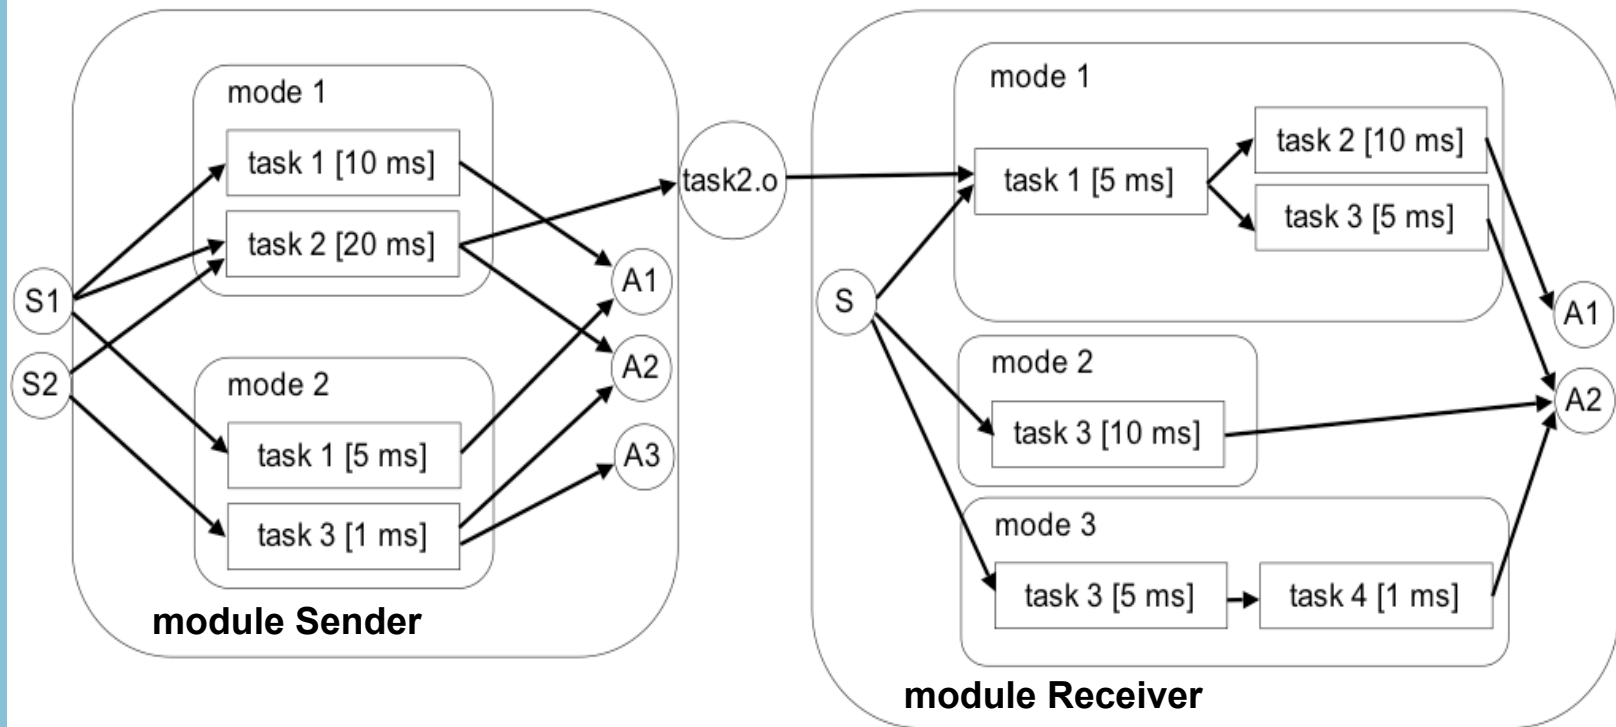 mode 1
task 1 [10 ms]
task 2 [20 ms]
S1
S2
mode 2
task 1 [5 ms]
task 3 [1 ms]
A1
A2
A3
module Sender
task2.o
mode 1
task 1 [5 ms]
task 2 [10 ms]
task 3 [5 ms]
S
mode 2
task 3 [10 ms]
mode 3
task 3 [5 ms]
task 4 [1 ms]
A1
A2
module Receiver